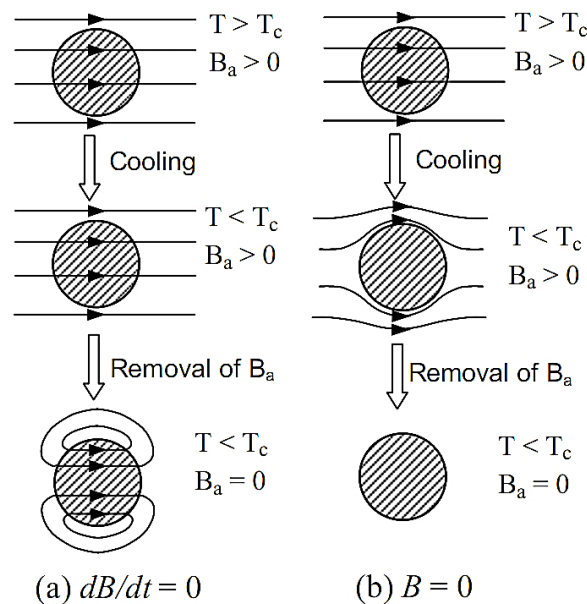 T > Tc
Ba > 0
Cooling
T < Tc
Ba > 0
Removal of Ba
T < Tc
Ba = 0
(a) dB/dt = 0
T > Tc
Ba > 0
Cooling
T < Tc
Ba > 0
Removal of Ba
T < Tc
Ba = 0
(b) B = 0